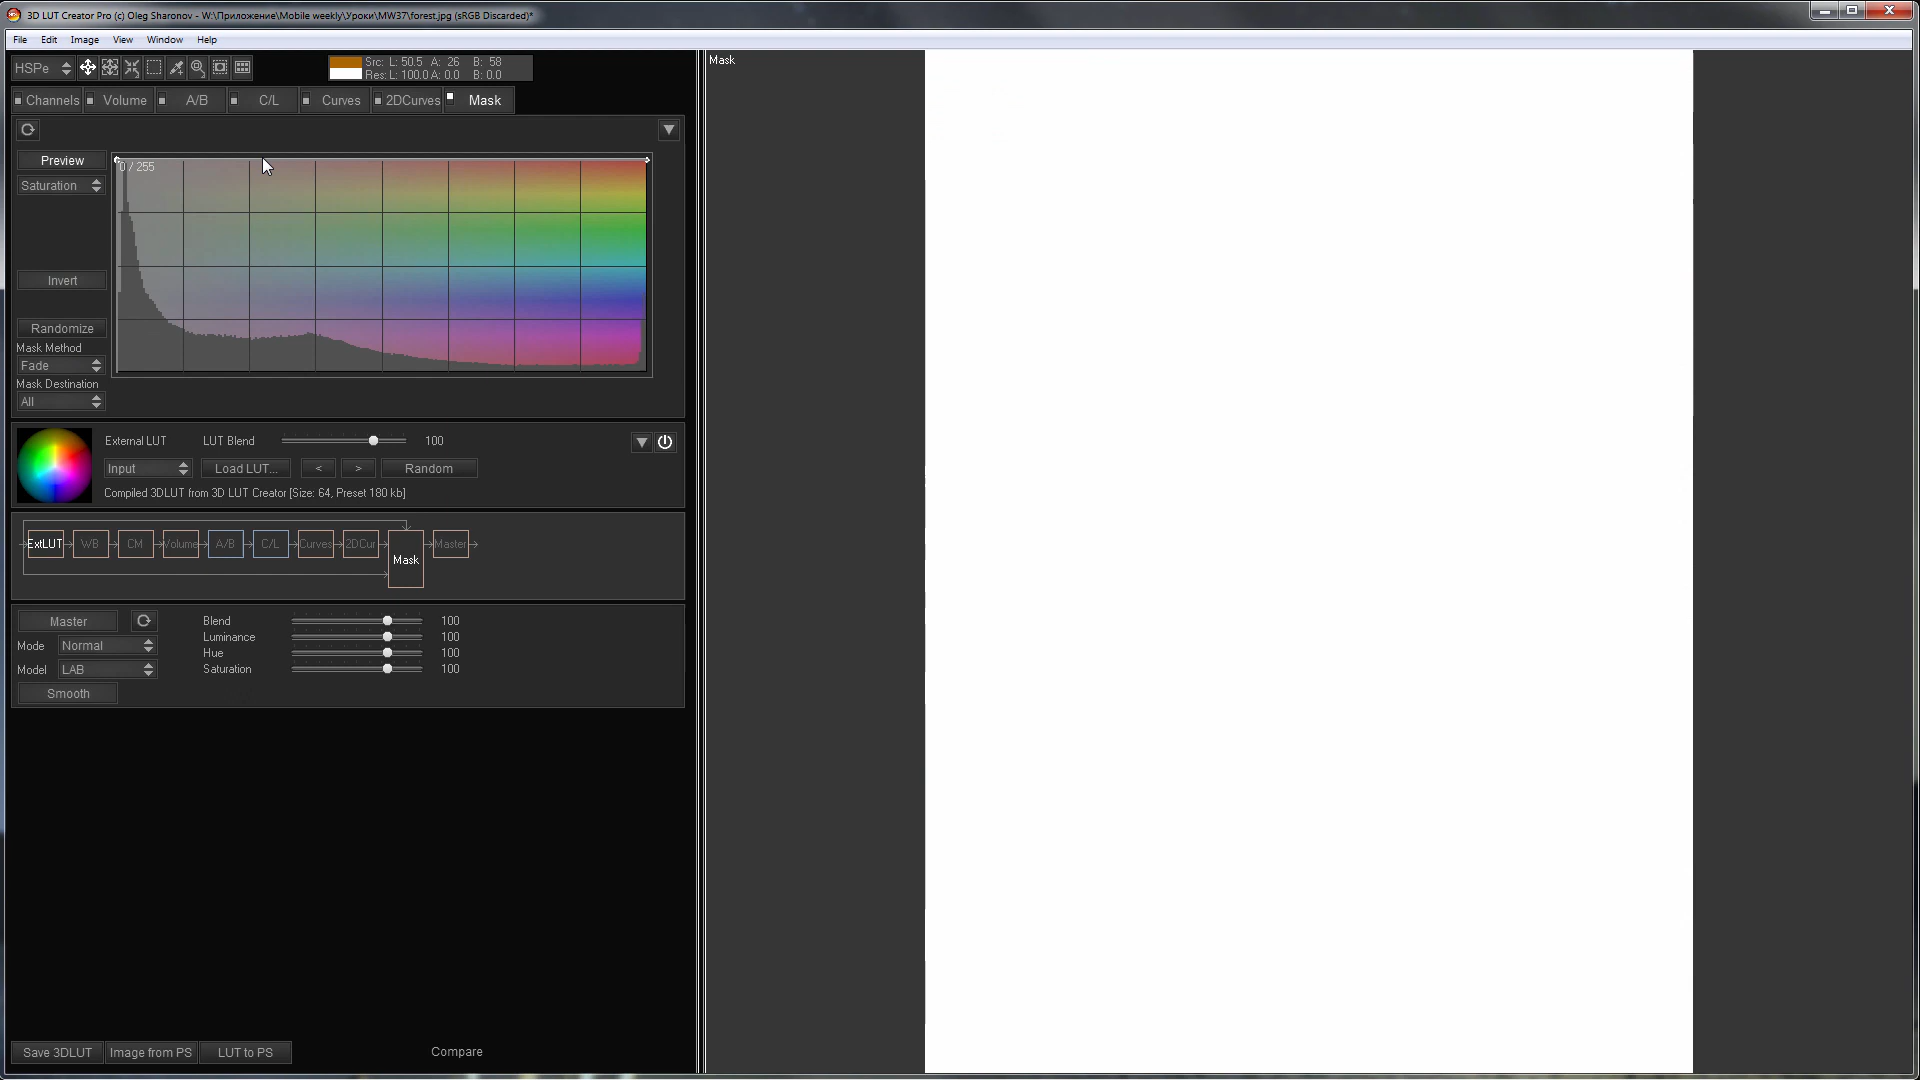 3D LUT Creator Pro (c) Oleg Sharonov - W:\Приложение\Mobile weekly\Уроки\MW37\forest.jpg (sRGB Discarded)*
File Edit Image View Window Help
HSPe
Src: L: 50.5 A: 26 B: 58
Res: L: 100.0 A: 0.0 B: 0.0
Mask
Channels Volume A/B C/L Curves 2DCurves Mask
Preview
0 / 255
Saturation
Invert
Randomize
Mask Method
Fade
Mask Destination
All
External LUT LUT Blend 100
Input Load LUT... < > Random
Compiled 3DLUT from 3D LUT Creator [Size: 64, Preset 180 kb]
ExtLUT WB CM Volume A/B C/L Curves 2DCur Mask Master
Master Blend 100
Luminance 100
Mode Normal Hue 100
Model LAB Saturation 100
Smooth
Save 3DLUT Image from PS LUT to PS Compare